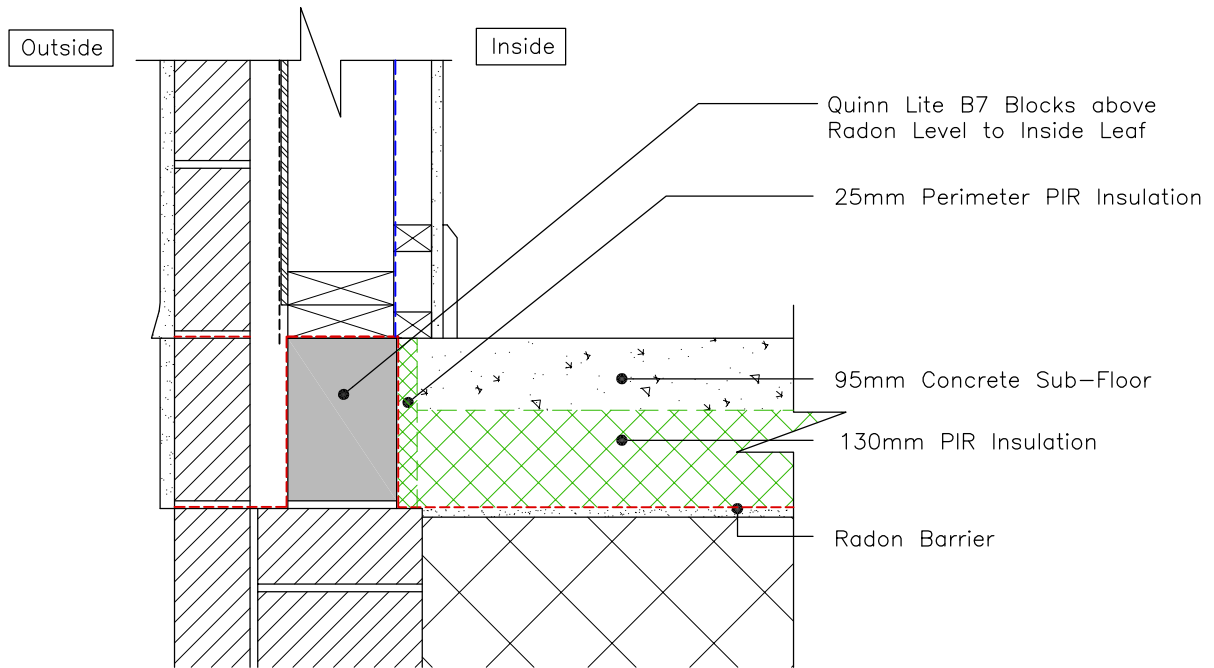 Outside
Inside
Quinn Lite B7 Blocks above
Radon Level to Inside Leaf
25mm Perimeter PIR Insulation
95mm Concrete Sub-Floor
130mm PIR Insulation
Radon Barrier